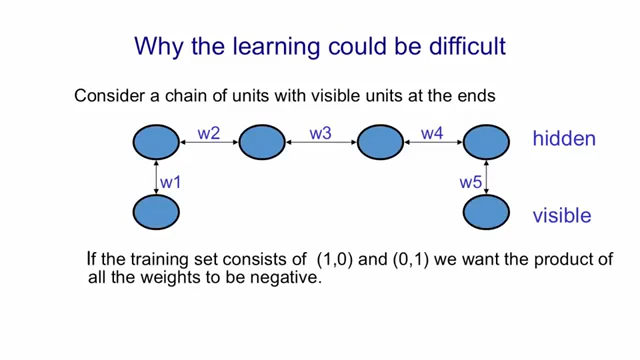 Why the learning could be difficult
Consider a chain of units with visible units at the ends
w2 w3 w4
hidden
w1 w5
visible
If the training set consists of (1,0) and (0,1) we want the product of
all the weights to be negative.